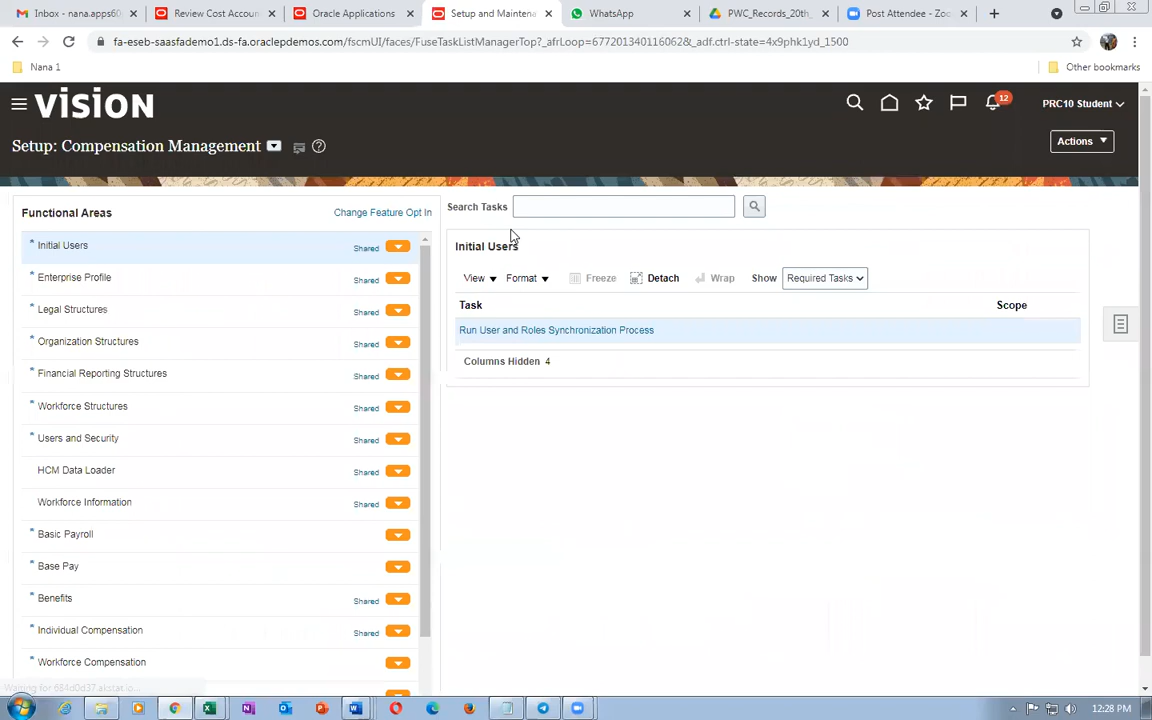 Inbox - nana.apps60
Review Cost Accoun
Oracle Applications
Setup and Maintena
WhatsApp
PWC_Records_20th_
Post Attendee - Zoo
fa-eseb-saasfademo1.ds-fa.oraclepdemos.com/fscmUI/faces/FuseTaskListManagerTop?_afrLoop=677201340116062&_adf.ctrl-state=4x9phk1yd_1500
Nana 1
Other bookmarks
VISION
12
PRC10 Student
Setup: Compensation Management
Actions
Functional Areas
Change Feature Opt In
Search Tasks
* Initial Users
Shared
Initial Users
* Enterprise Profile
Shared
View
Format
Freeze
Detach
Wrap
Show
Required Tasks
* Legal Structures
Shared
Task
Scope
Run User and Roles Synchronization Process
* Organization Structures
Shared
Columns Hidden 4
* Financial Reporting Structures
Shared
* Workforce Structures
Shared
* Users and Security
Shared
HCM Data Loader
Shared
Workforce Information
Shared
* Basic Payroll
* Base Pay
* Benefits
Shared
* Individual Compensation
Shared
* Workforce Compensation
12:28 PM